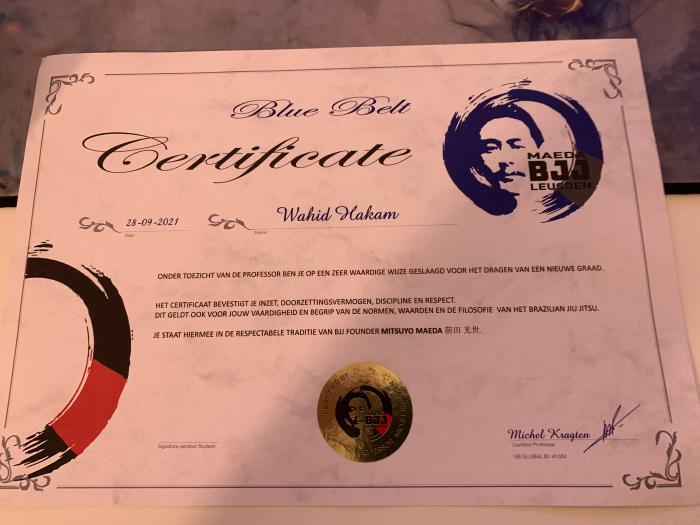 Blue Belt
Certificate
MAEDA
BJJ
LEUSDEN
28-09-2021
Date:
Wahid Hakam
Name:
ONDER TOEZICHT VAN DE PROFESSOR BEN JE OP EEN ZEER WAARDIGE WIJZE GESLAAGD VOOR HET DRAGEN VAN EEN NIEUWE GRAAD.
HET CERTIFICAAT BEVESTIGT JE INZET, DOORZETTINGSVERMOGEN, DISCIPLINE EN RESPECT.
DIT GELDT OOK VOOR JOUW VAARDIGHEID EN BEGRIP VAN DE NORMEN, WAARDEN EN DE FILOSOFIE VAN HET BRAZILIAN JIU JITSU.
JE STAAT HIERMEE IN DE RESPECTABELE TRADITIE VAN BJJ FOUNDER MITSUYO MAEDA 前田 光世.
CERTIFIED BY
BJJ
Signature certified Student:
Michel Kragten
Certified Professor:
GB GLOBAL ID: #1380